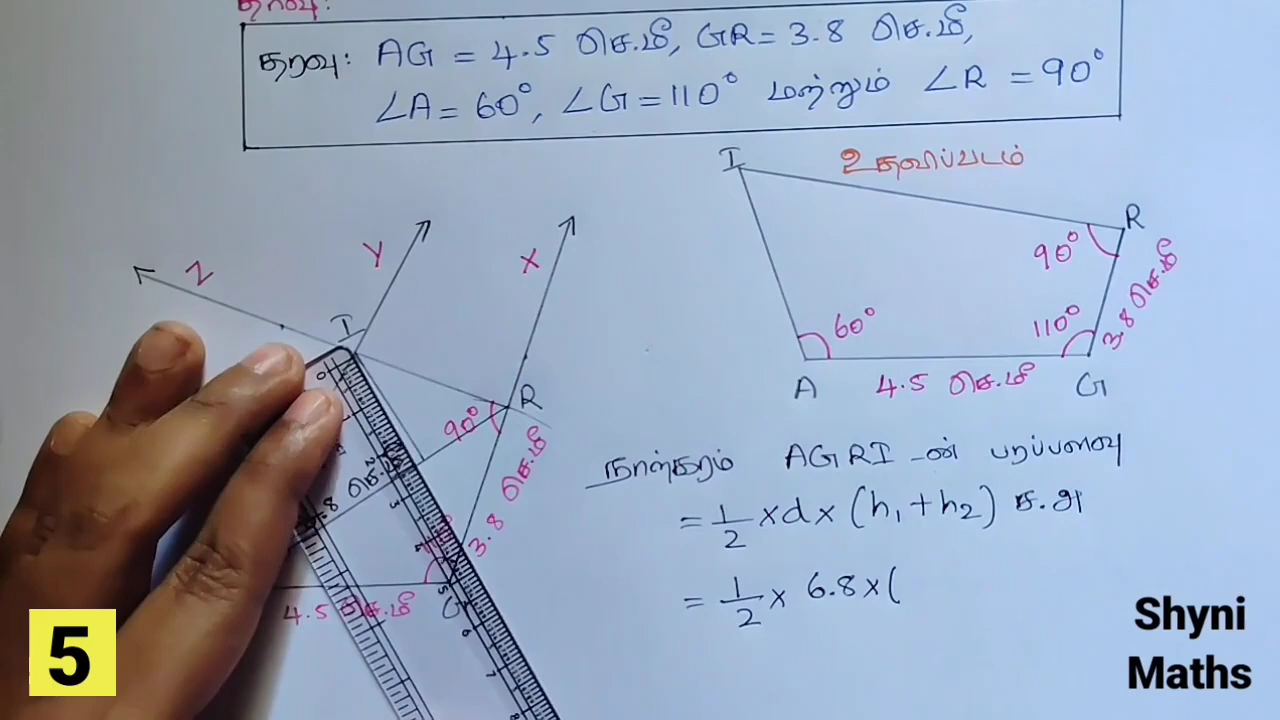 தரவு:
தரவு: AG = 4.5 செ.மீ, GR = 3.8 செ.மீ,
∠A = 60°, ∠G = 110° மற்றும் ∠R = 90°
I
உதவிப்படம்
R
90°
3.8 செ.மீ
60°
110°
A
4.5 செ.மீ
G
Z
Y
X
I
R
90°
3.8 செ.மீ
4.5 செ.மீ
G
நாள்கரம் AGRI -ன் பரப்பளவு
= 1/2 × d × (h₁ + h₂) ச.அ
= 1/2 × 6.8 × (
5
Shyni
Maths